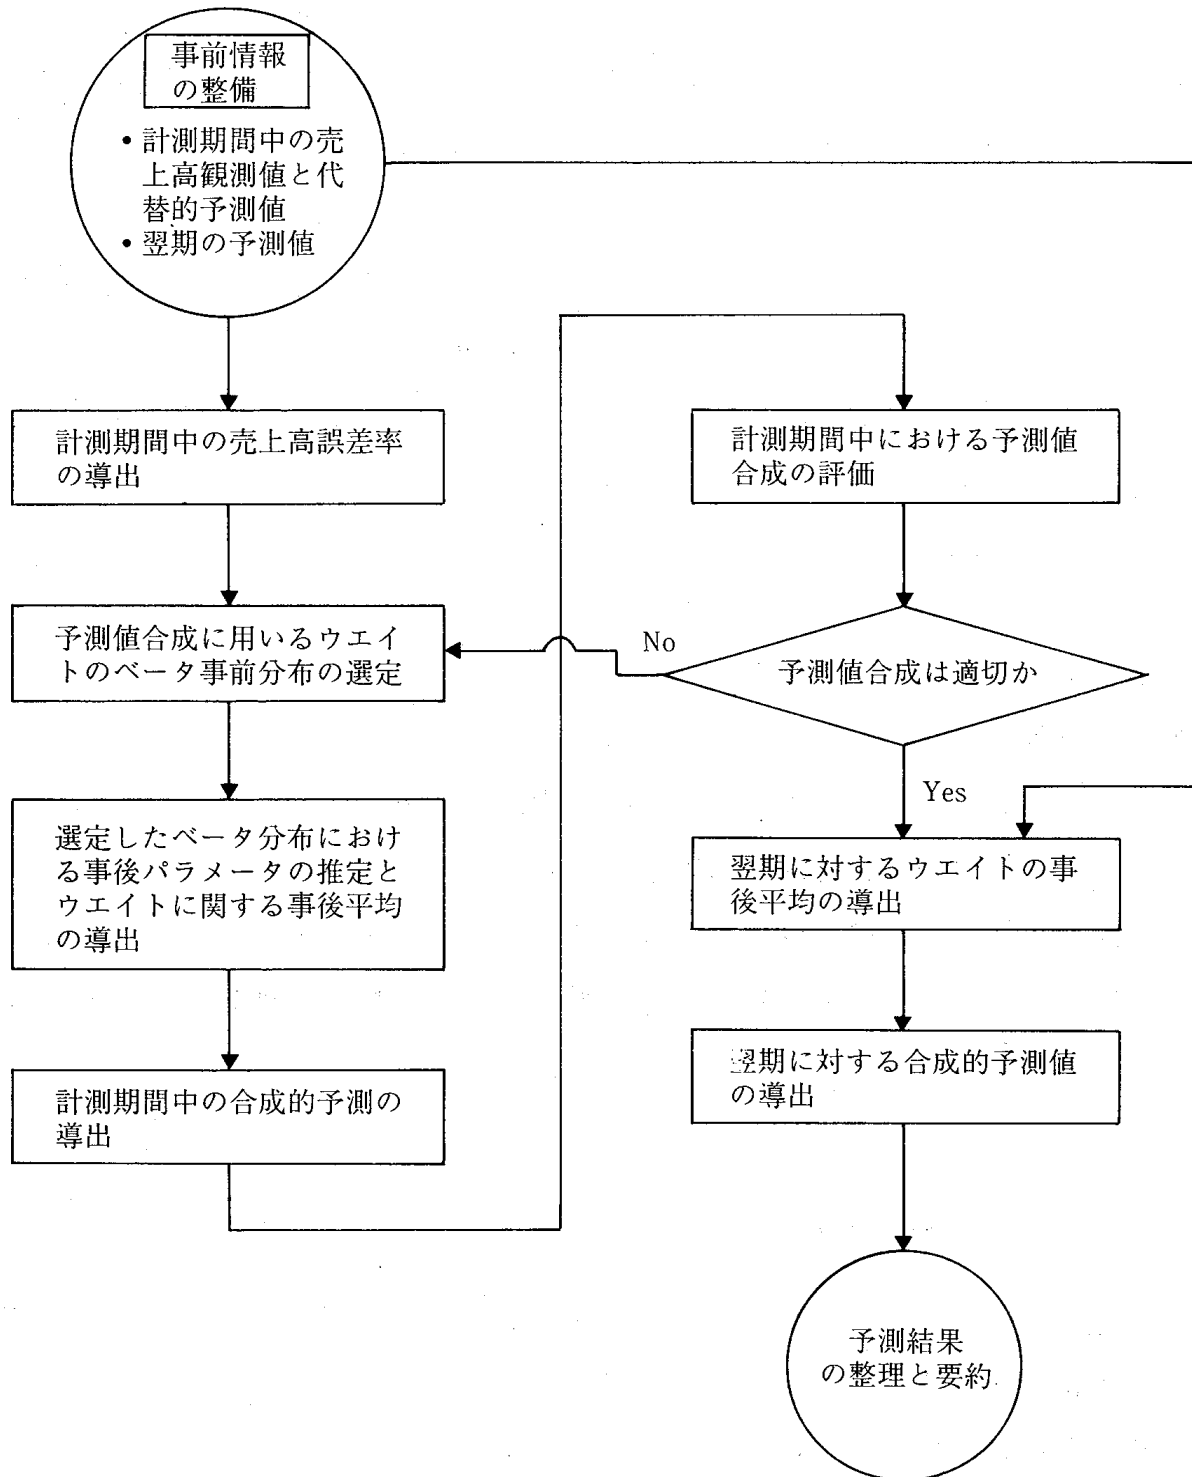 事前情報
の整備
• 計測期間中の売
上高観測値と代
替的予測値
• 翌期の予測値
計測期間中の売上高誤差率
の導出
予測値合成に用いるウエイ
トのベータ事前分布の選定
選定したベータ分布におけ
る事後パラメータの推定と
ウエイトに関する事後平均
の導出
計測期間中の合成的予測の
導出
計測期間中における予測値
合成の評価
予測値合成は適切か
No
Yes
翌期に対するウエイトの事
後平均の導出
翌期に対する合成的予測値
の導出
予測結果
の整理と要約